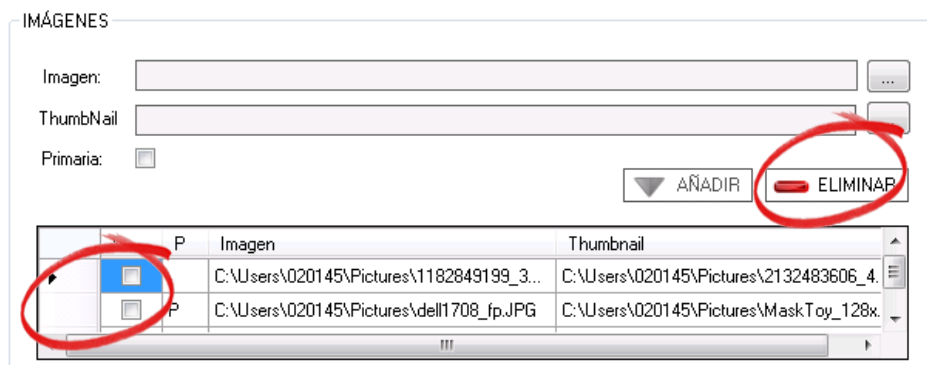 IMÁGENES
Imagen:
...
ThumbNail
Primaria:
AÑADIR ELIMINAR
P Imagen Thumbnail
C:\Users\020145\Pictures\1182849199_3... C:\Users\020145\Pictures\2132483606_4.
P C:\Users\020145\Pictures\dell1708_fp.JPG C:\Users\020145\Pictures\MaskToy_128x.